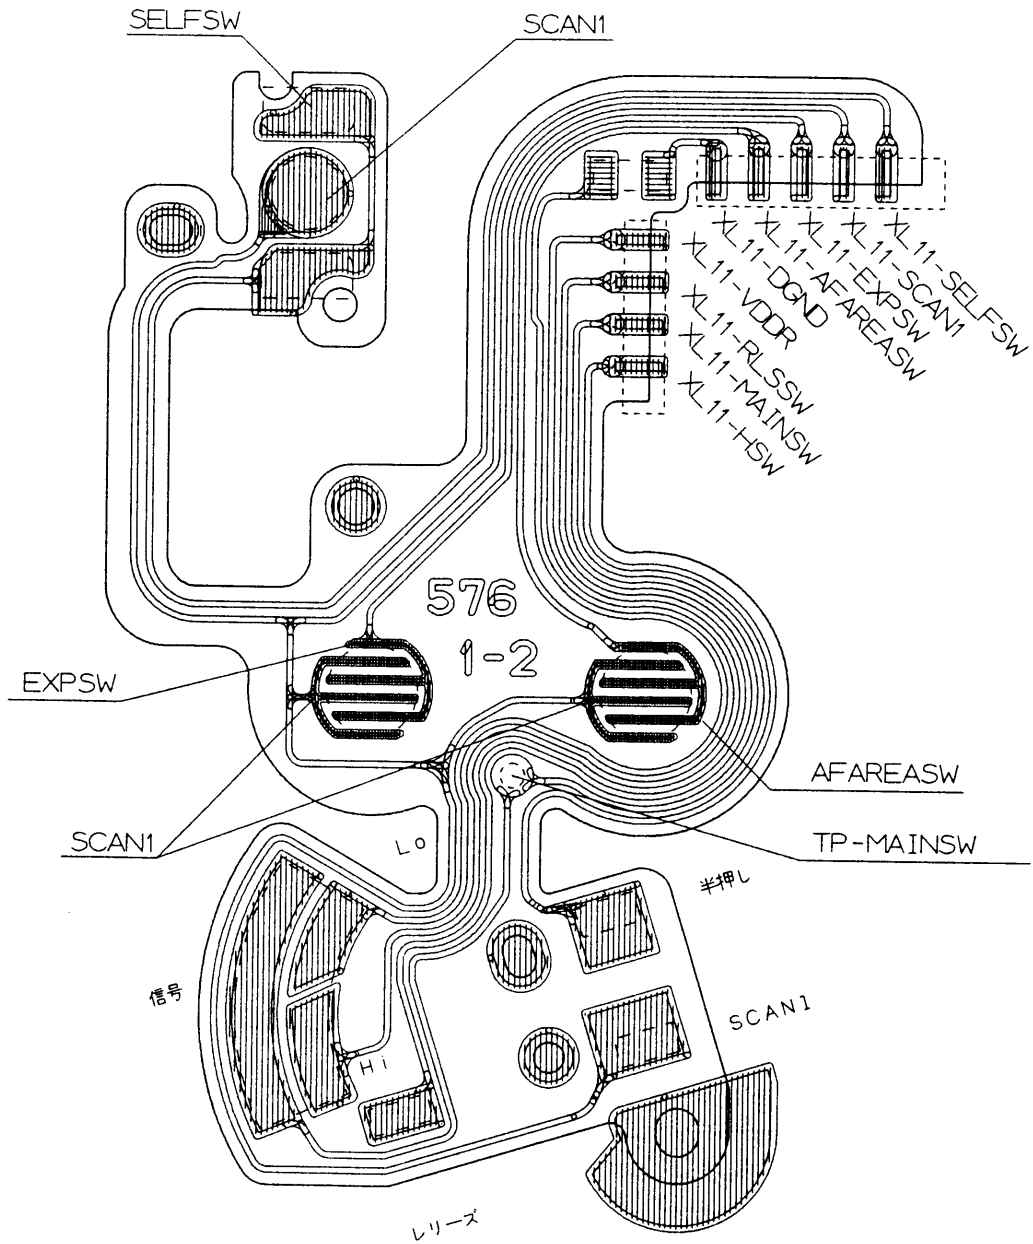 SELFSW
SCAN1
XL11-SELFSW
XL11-SCAN1
XL11-EXPSW
XL11-AFAREASW
XL11-DGND
XL11-VDDR
XL11-RLSSW
XL11-MAINSW
XL11-HSW
576
1-2
EXPSW
AFAREASW
SCAN1
TP-MAINSW
Lo
半押し
信号
SCAN1
Hi
レリーズ